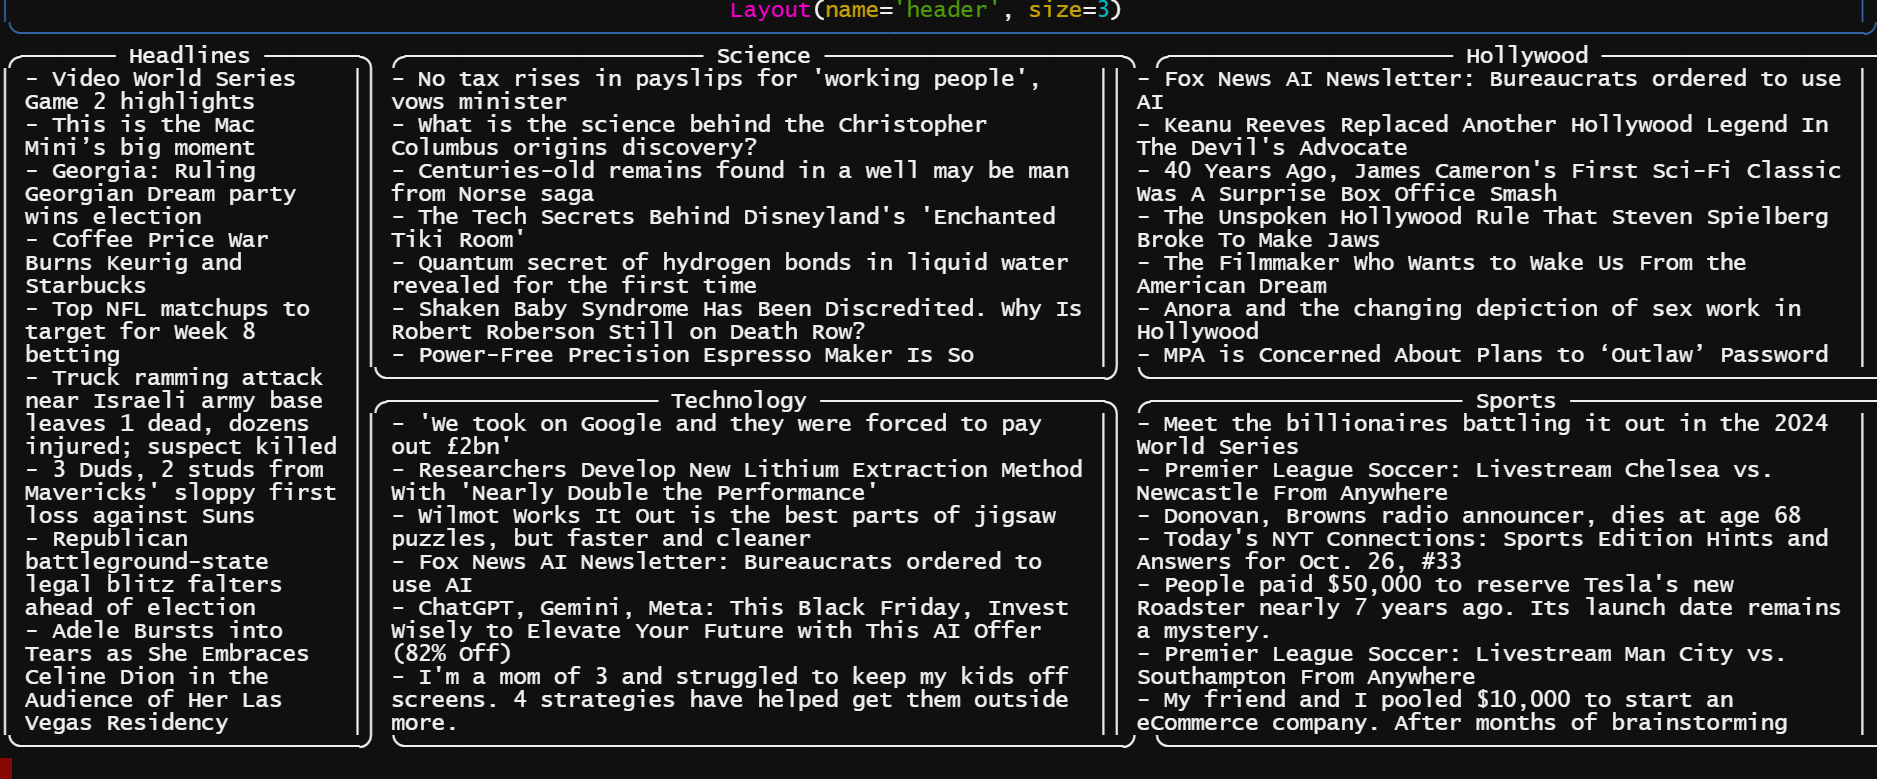 Layout(name='header', size=3)
Headlines
- Video World Series
Game 2 highlights
- This is the Mac
Mini’s big moment
- Georgia: Ruling
Georgian Dream party
wins election
- Coffee Price War
Burns Keurig and
Starbucks
- Top NFL matchups to
target for Week 8
betting
- Truck ramming attack
near Israeli army base
leaves 1 dead, dozens
injured; suspect killed
- 3 Duds, 2 studs from
Mavericks' sloppy first
loss against Suns
- Republican
battleground-state
legal blitz falters
ahead of election
- Adele Bursts into
Tears as She Embraces
Celine Dion in the
Audience of Her Las
Vegas Residency
Science
- No tax rises in payslips for 'working people',
vows minister
- What is the science behind the Christopher
Columbus origins discovery?
- Centuries-old remains found in a well may be man
from Norse saga
- The Tech Secrets Behind Disneyland's 'Enchanted
Tiki Room'
- Quantum secret of hydrogen bonds in liquid water
revealed for the first time
- Shaken Baby Syndrome Has Been Discredited. Why Is
Robert Roberson Still on Death Row?
- Power-Free Precision Espresso Maker Is So
Technology
- 'We took on Google and they were forced to pay
out £2bn'
- Researchers Develop New Lithium Extraction Method
With 'Nearly Double the Performance'
- Wilmot Works It Out is the best parts of jigsaw
puzzles, but faster and cleaner
- Fox News AI Newsletter: Bureaucrats ordered to
use AI
- ChatGPT, Gemini, Meta: This Black Friday, Invest
Wisely to Elevate Your Future with This AI Offer
(82% Off)
- I'm a mom of 3 and struggled to keep my kids off
screens. 4 strategies have helped get them outside
more.
Hollywood
- Fox News AI Newsletter: Bureaucrats ordered to use
AI
- Keanu Reeves Replaced Another Hollywood Legend In
The Devil's Advocate
- 40 Years Ago, James Cameron's First Sci-Fi Classic
Was A Surprise Box Office Smash
- The Unspoken Hollywood Rule That Steven Spielberg
Broke To Make Jaws
- The Filmmaker Who Wants to Wake Us From the
American Dream
- Anora and the changing depiction of sex work in
Hollywood
- MPA is Concerned About Plans to ‘Outlaw’ Password
Sports
- Meet the billionaires battling it out in the 2024
World Series
- Premier League Soccer: Livestream Chelsea vs.
Newcastle From Anywhere
- Donovan, Browns radio announcer, dies at age 68
- Today's NYT Connections: Sports Edition Hints and
Answers for Oct. 26, #33
- People paid $50,000 to reserve Tesla's new
Roadster nearly 7 years ago. Its launch date remains
a mystery.
- Premier League Soccer: Livestream Man City vs.
Southampton From Anywhere
- My friend and I pooled $10,000 to start an
eCommerce company. After months of brainstorming